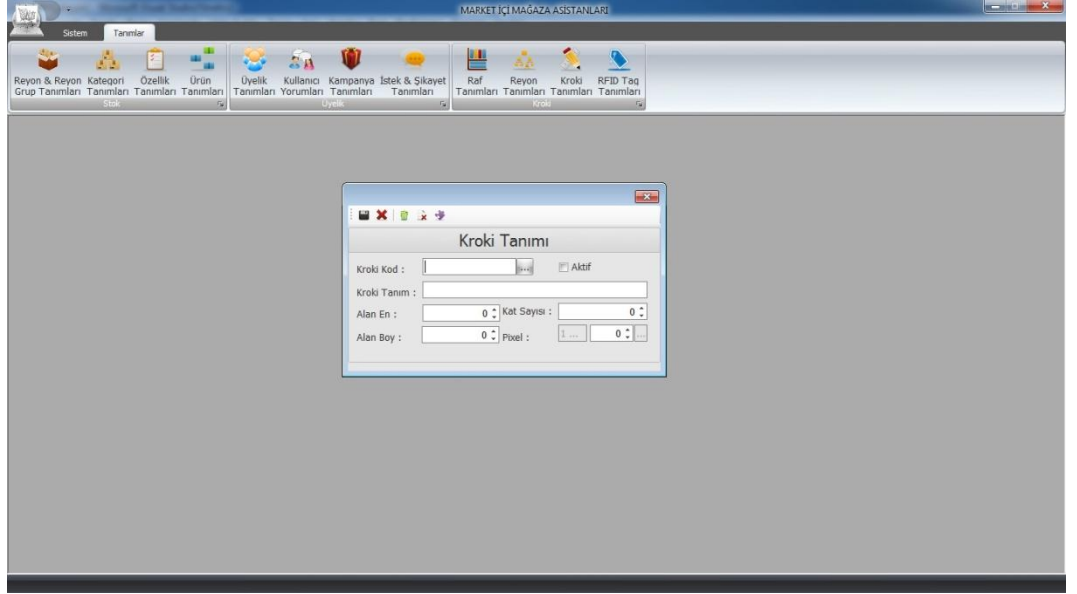 MARKET İÇİ MAĞAZA ASİSTANLARI
Sistem Tanımlar
Reyon & Reyon Kategori Özellik Ürün Üyelik Kullanıcı Kampanya İstek & Şikayet Raf Reyon Kroki RFID Tag
Grup Tanımları Tanımları Tanımları Tanımları Tanımları Yorumları Tanımları Tanımları Tanımları Tanımları Tanımları Tanımları
Stok Üyelik Kroki
Kroki Tanımı
Kroki Kod : ... Aktif
Kroki Tanım :
Alan En : 0 Kat Sayısı : 0
Alan Boy : 0 Pixel : 1 ... 0 ...